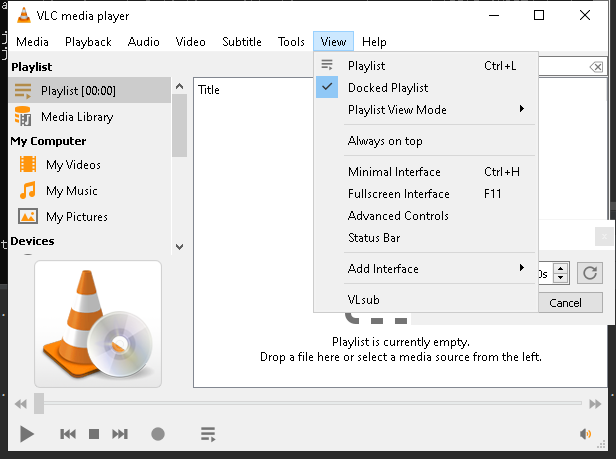 VLC media player
Media Playback Audio Video Subtitle Tools View Help
Playlist
Playlist [00:00]
Media Library
My Computer
My Videos
My Music
My Pictures
Devices
Title
Playlist Ctrl+L
Docked Playlist
Playlist View Mode
Always on top
Minimal Interface Ctrl+H
Fullscreen Interface F11
Advanced Controls
Status Bar
Add Interface
VLsub
0s
Cancel
Playlist is currently empty.
Drop a file here or select a media source from the left.